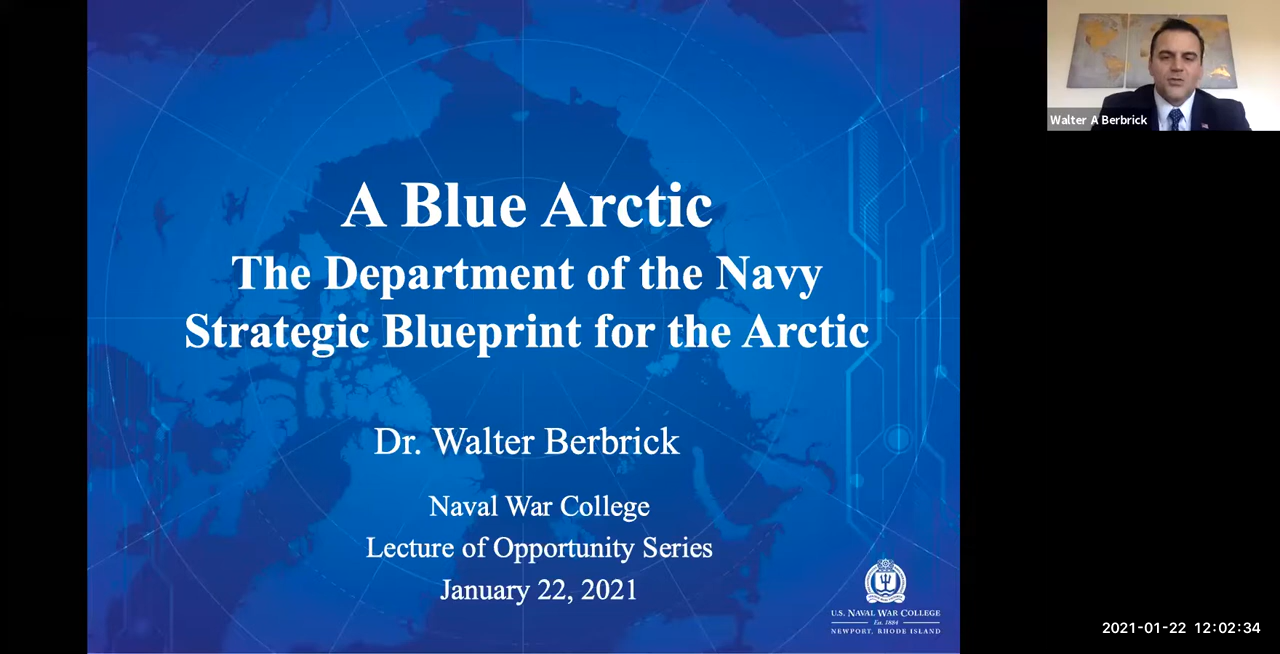 A Blue Arctic
The Department of the Navy
Strategic Blueprint for the Arctic
Dr. Walter Berbrick
Naval War College
Lecture of Opportunity Series
January 22, 2021
U.S. NAVAL WAR COLLEGE
Est. 1884
NEWPORT, RHODE ISLAND
Walter A Berbrick
2021-01-22 12:02:34